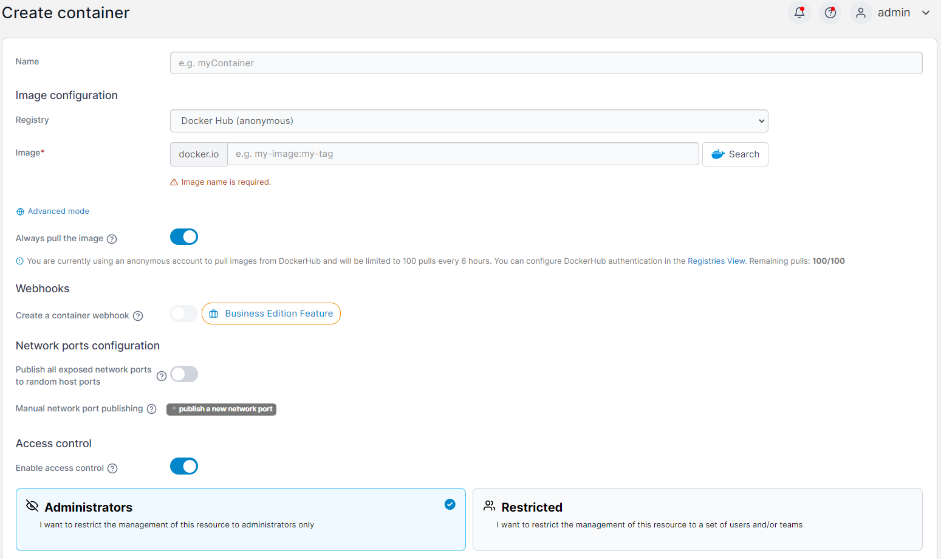 Create container
admin
Name
e.g. myContainer
Image configuration
Registry
Docker Hub (anonymous)
Image*
docker.io
e.g. my-image:my-tag
Search
Image name is required.
Advanced mode
Always pull the image
You are currently using an anonymous account to pull images from DockerHub and will be limited to 100 pulls every 6 hours. You can configure DockerHub authentication in the Registries View. Remaining pulls: 100/100
Webhooks
Create a container webhook
Business Edition Feature
Network ports configuration
Publish all exposed network ports
to random host ports
Manual network port publishing
+ publish a new network port
Access control
Enable access control
Administrators
I want to restrict the management of this resource to administrators only
Restricted
I want to restrict the management of this resource to a set of users and/or teams